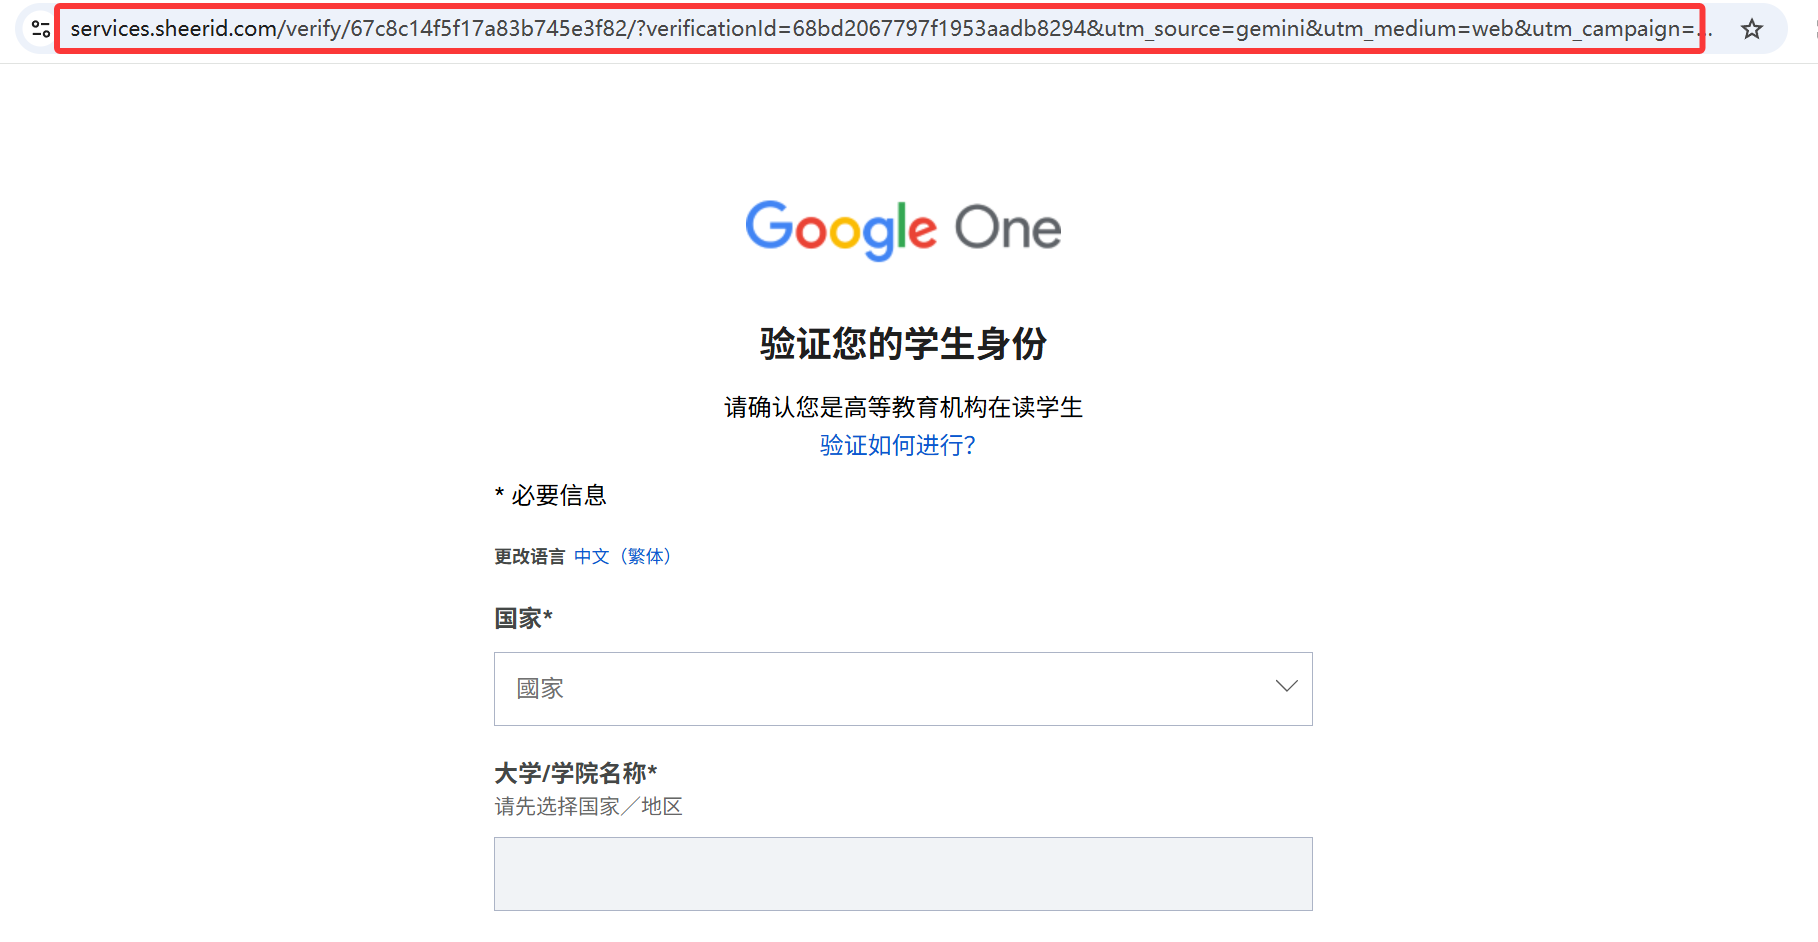 services.sheerid.com/verify/67c8c14f5f17a83b745e3f82/?verificationId=68bd2067797f1953aadb8294&utm_source=gemini&utm_medium=web&utm_campaign=...
Google One
验证您的学生身份
请确认您是高等教育机构在读学生
验证如何进行？
* 必要信息
更改语言 中文（繁体）
国家*
國家
大学/学院名称*
请先选择国家／地区